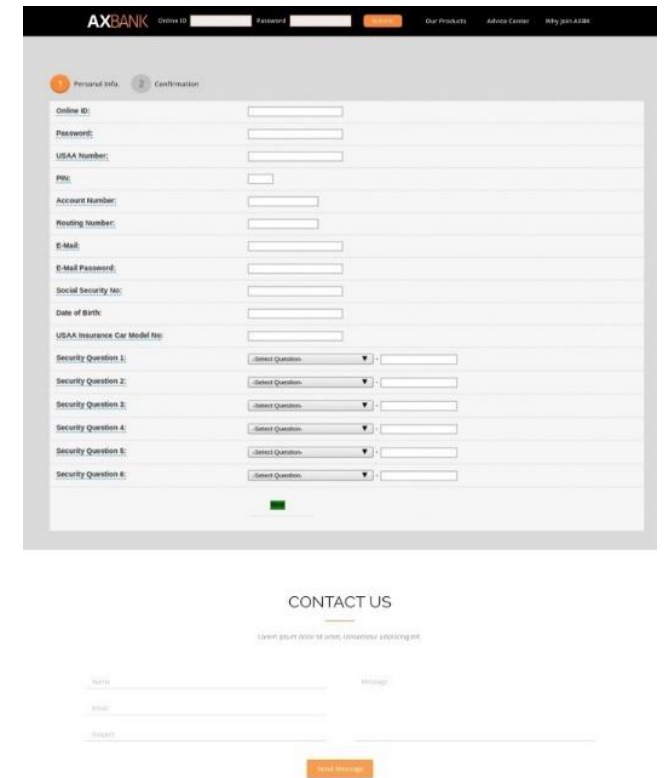 AXBANK Online ID Password Submit Our Products Advice Center Why Join AXBK
1 Personal Info. 2 Confirmation
Online ID:
Password:
USAA Number:
PIN:
Account Number:
Routing Number:
E-Mail:
E-Mail Password:
Social Security No:
Date of Birth:
USAA Insurance Car Model No:
Security Question 1: -Select Question- -
Security Question 2: -Select Question- -
Security Question 3: -Select Question- -
Security Question 4: -Select Question- -
Security Question 5: -Select Question- -
Security Question 6: -Select Question- -
CONTACT US
Lorem ipsum dolor sit amet, consectetur adipiscing elit.
Name Message
Email
Subject
Send Message